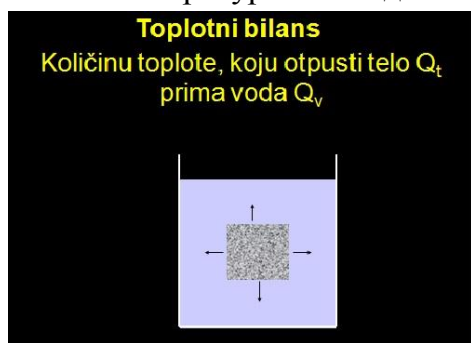 Toplotni bilans
Količinu toplote, koju otpusti telo Qt
prima voda Qv